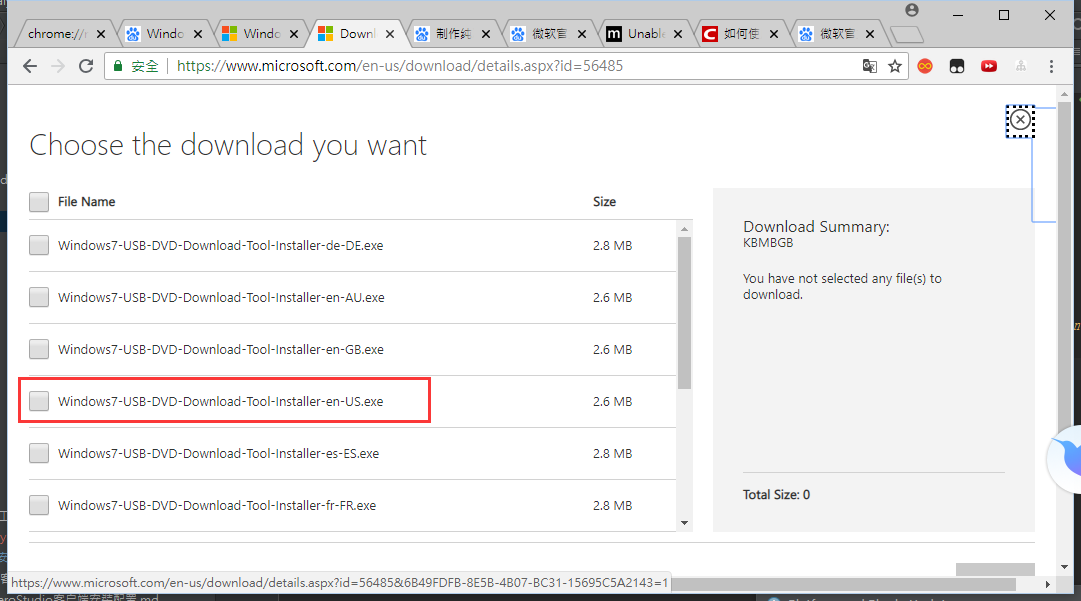 chrome://
Windo
Windo
Downl
制作纯
微软官
Unable
如何使
微软官
安全
https://www.microsoft.com/en-us/download/details.aspx?id=56485
Choose the download you want
File Name
Size
Windows7-USB-DVD-Download-Tool-Installer-de-DE.exe
2.8 MB
Windows7-USB-DVD-Download-Tool-Installer-en-AU.exe
2.6 MB
Windows7-USB-DVD-Download-Tool-Installer-en-GB.exe
2.6 MB
Windows7-USB-DVD-Download-Tool-Installer-en-US.exe
2.6 MB
Windows7-USB-DVD-Download-Tool-Installer-es-ES.exe
2.8 MB
Windows7-USB-DVD-Download-Tool-Installer-fr-FR.exe
2.8 MB
Download Summary:
KBMBGB
You have not selected any file(s) to
download.
Total Size: 0
https://www.microsoft.com/en-us/download/details.aspx?id=56485&6B49FDFB-8E5B-4B07-BC31-15695C5A2143=1